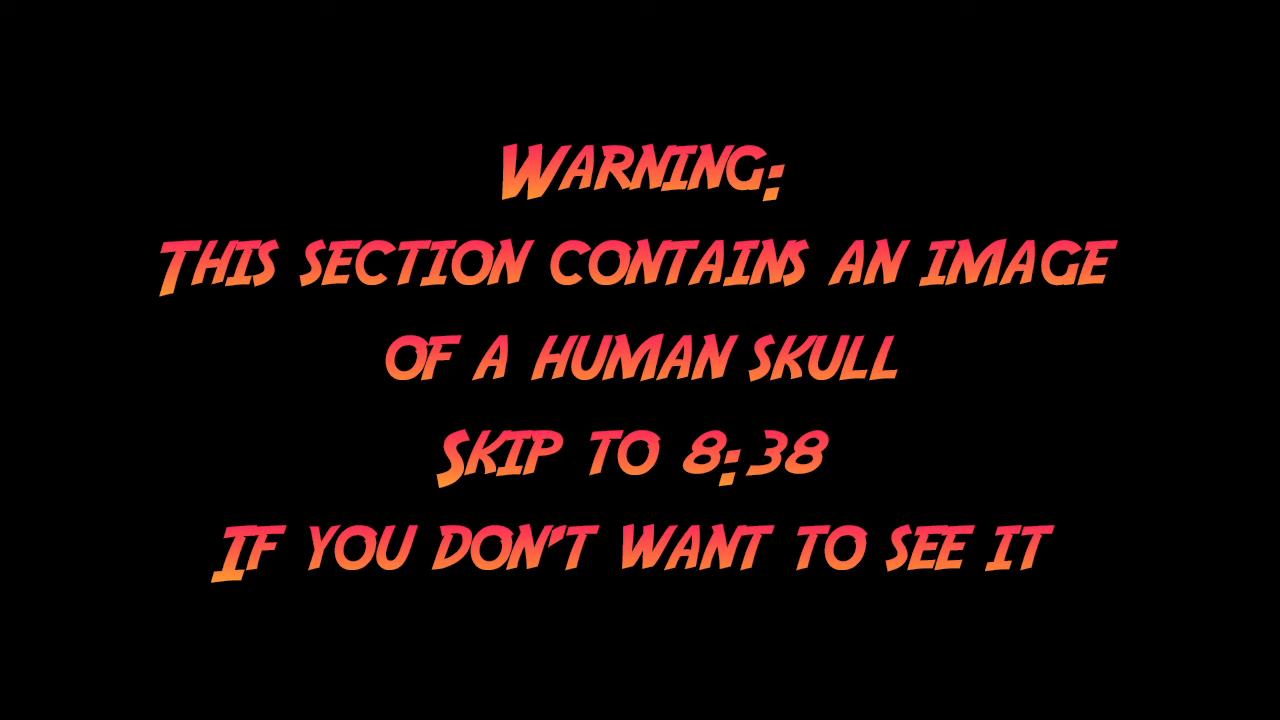 Warning:
This section contains an image
of a human skull
Skip to 8:38
If you don't want to see it